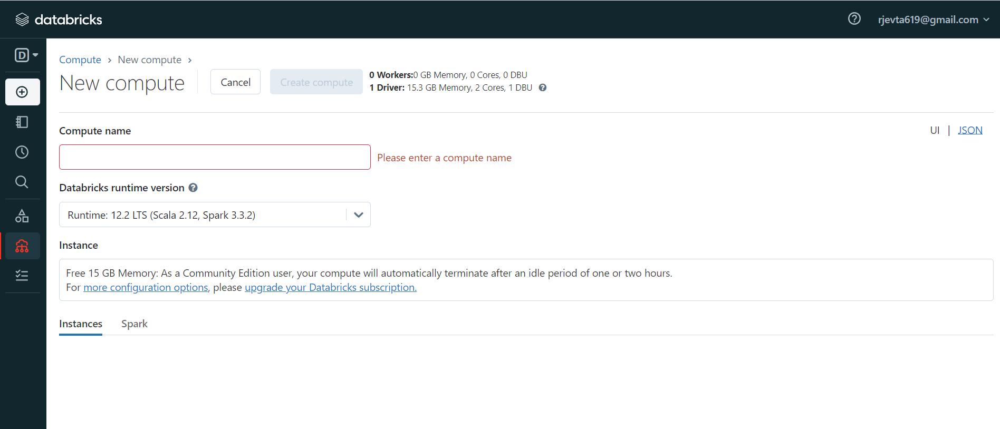 databricks
rjevta619@gmail.com
D
Compute > New compute >
New compute
Cancel
Create compute
0 Workers:0 GB Memory, 0 Cores, 0 DBU
1 Driver: 15.3 GB Memory, 2 Cores, 1 DBU ?
Compute name
UI | JSON
Please enter a compute name
Databricks runtime version ?
Runtime: 12.2 LTS (Scala 2.12, Spark 3.3.2)
Instance
Free 15 GB Memory: As a Community Edition user, your compute will automatically terminate after an idle period of one or two hours.
For more configuration options, please upgrade your Databricks subscription.
Instances
Spark